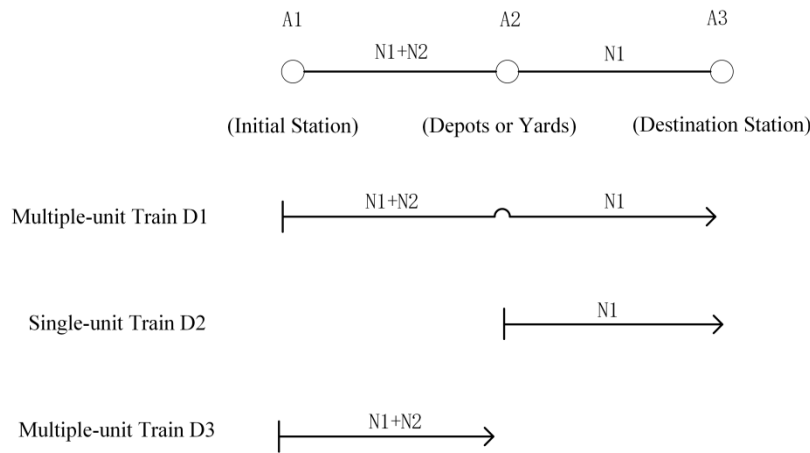 A1 A2 A3
N1+N2 N1
(Initial Station) (Depots or Yards) (Destination Station)
Multiple-unit Train D1 N1+N2 N1
Single-unit Train D2 N1
Multiple-unit Train D3 N1+N2